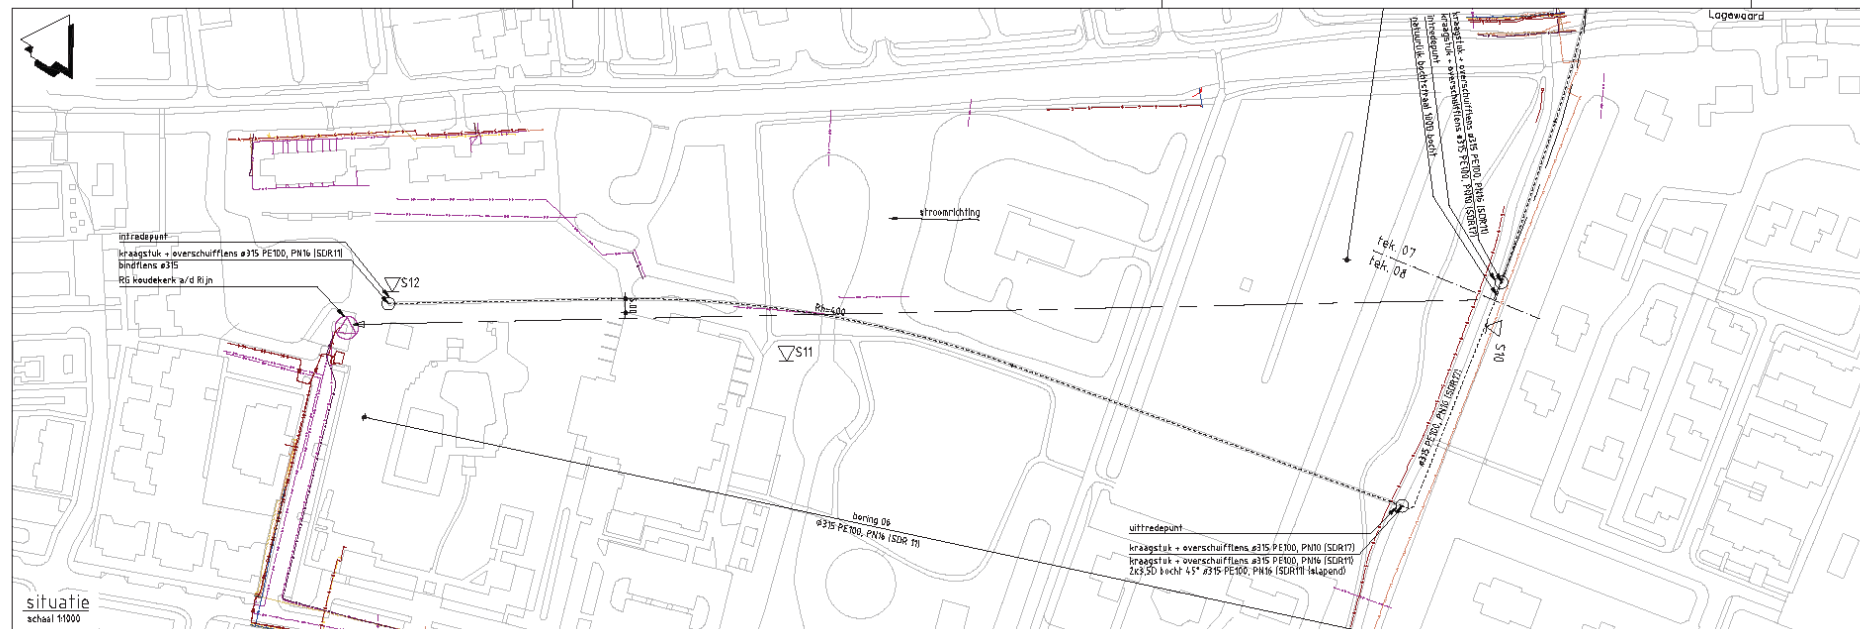 Lagewaard
kraagstuk + overschuifflens ø315 PE100, PN16 (SDR11)
kraagstuk + overschuifflens ø315 PE100, PN10 (SDR17)
intredepunt
natuurlijk bochtstraal 1000 bocht
stroomrichting
tek. 07
tek. 08
intredepunt
kraagstuk + overschuifflens ø315 PE100, PN16 (SDR11)
blindflens ø315
RG koudekerk a/d Rijn
S12
Rh=400
S11
S10
ø315 PE100, PN10 (SDR17)
boring 06
ø315 PE100, PN16 (SDR 11)
uittredepunt
kraagstuk + overschuifflens ø315 PE100, PN10 (SDR17)
kraagstuk + overschuifflens ø315 PE100, PN16 (SDR11)
2x3,5D bocht 45° ø315 PE100, PN16 (SDR11) (slapend)
situatie
schaal 1:1000